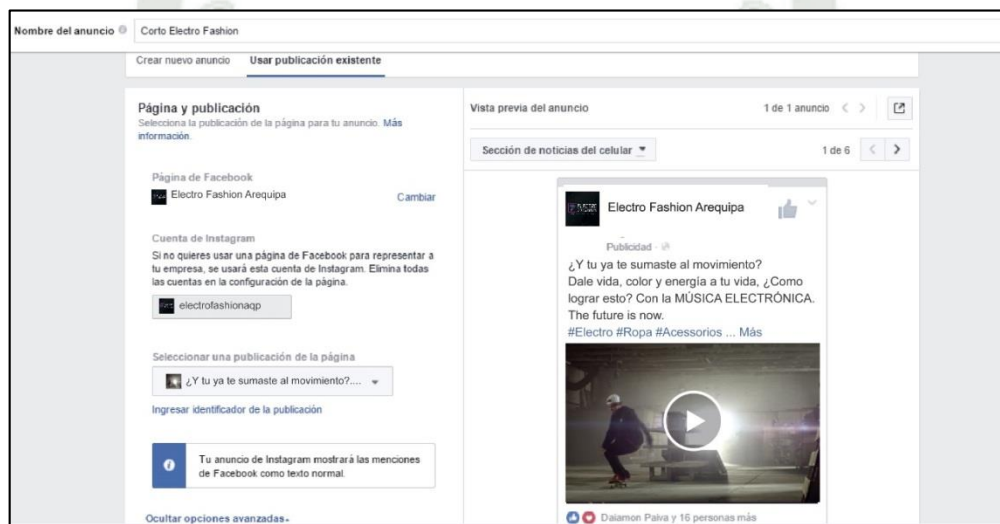 Nombre del anuncio
Corto Electro Fashion
Crear nuevo anuncio
Usar publicación existente
Página y publicación
Selecciona la publicación de la página para tu anuncio. Más
información.
Página de Facebook
Electro Fashion Arequipa
Cambiar
Cuenta de Instagram
Si no quieres usar una página de Facebook para representar a
tu empresa, se usará esta cuenta de Instagram. Elimina todas
las cuentas en la configuración de la página.
electrofashionaqp
Seleccionar una publicación de la página
¿Y tu ya te sumaste al movimiento?....
Ingresar identificador de la publicación
Tu anuncio de Instagram mostrará las menciones
de Facebook como texto normal.
Ocultar opciones avanzadas
Vista previa del anuncio
1 de 1 anuncio
Sección de noticias del celular
1 de 6
Electro Fashion Arequipa
Publicidad ·
¿Y tu ya te sumaste al movimiento?
Dale vida, color y energía a tu vida, ¿Como
lograr esto? Con la MÚSICA ELECTRÓNICA.
The future is now.
#Electro #Ropa #Acessorios ... Más
Daiamon Paiva y 16 personas más